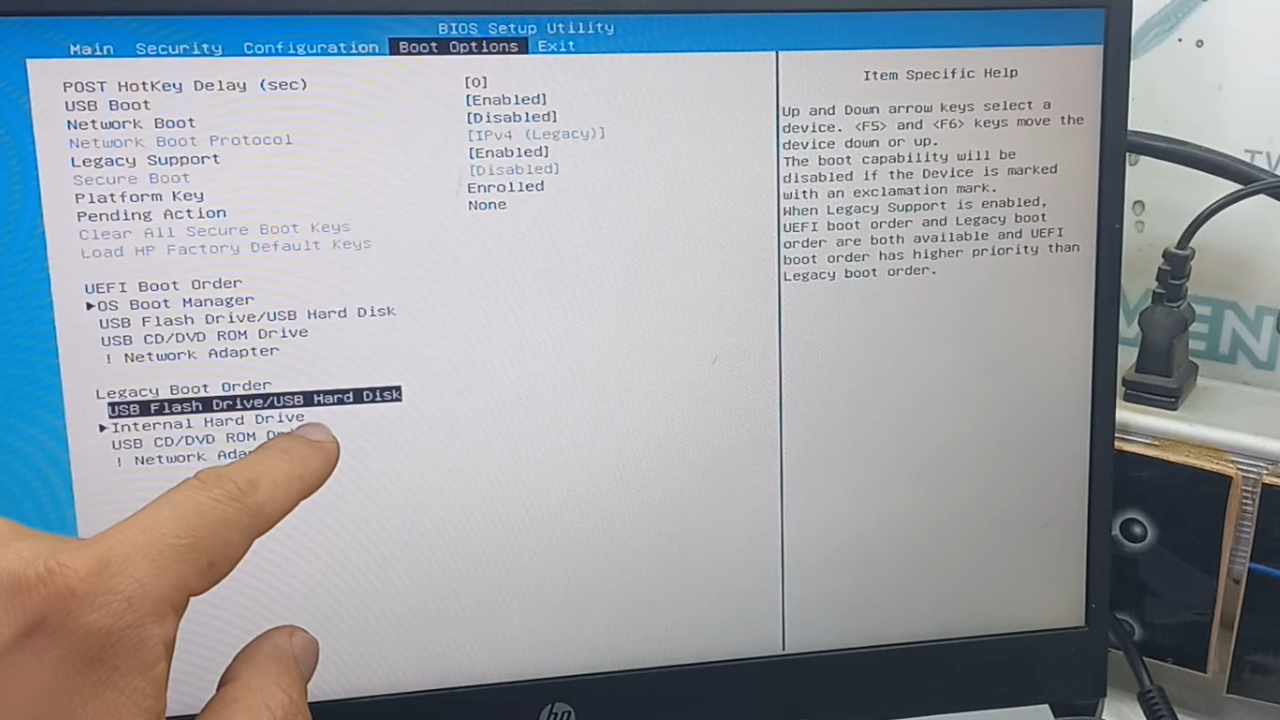 BIOS Setup Utility
Main Security Configuration Boot Options Exit
POST HotKey Delay (sec) [0]
USB Boot [Enabled]
Network Boot [Disabled]
Network Boot Protocol [IPv4 (Legacy)]
Legacy Support [Enabled]
Secure Boot [Disabled]
Platform Key Enrolled
Pending Action None
Clear All Secure Boot Keys
Load HP Factory Default Keys
UEFI Boot Order
▶OS Boot Manager
USB Flash Drive/USB Hard Disk
USB CD/DVD ROM Drive
! Network Adapter
Legacy Boot Order
USB Flash Drive/USB Hard Disk
▶Internal Hard Drive
USB CD/DVD ROM
! Network
Item Specific Help
Up and Down arrow keys select a
device. <F5> and <F6> keys move the
device down or up.
The boot capability will be
disabled if the Device is marked
with an exclamation mark.
When Legacy Support is enabled,
UEFI boot order and Legacy boot
order are both available and UEFI
boot order has higher priority than
Legacy boot order.
hp